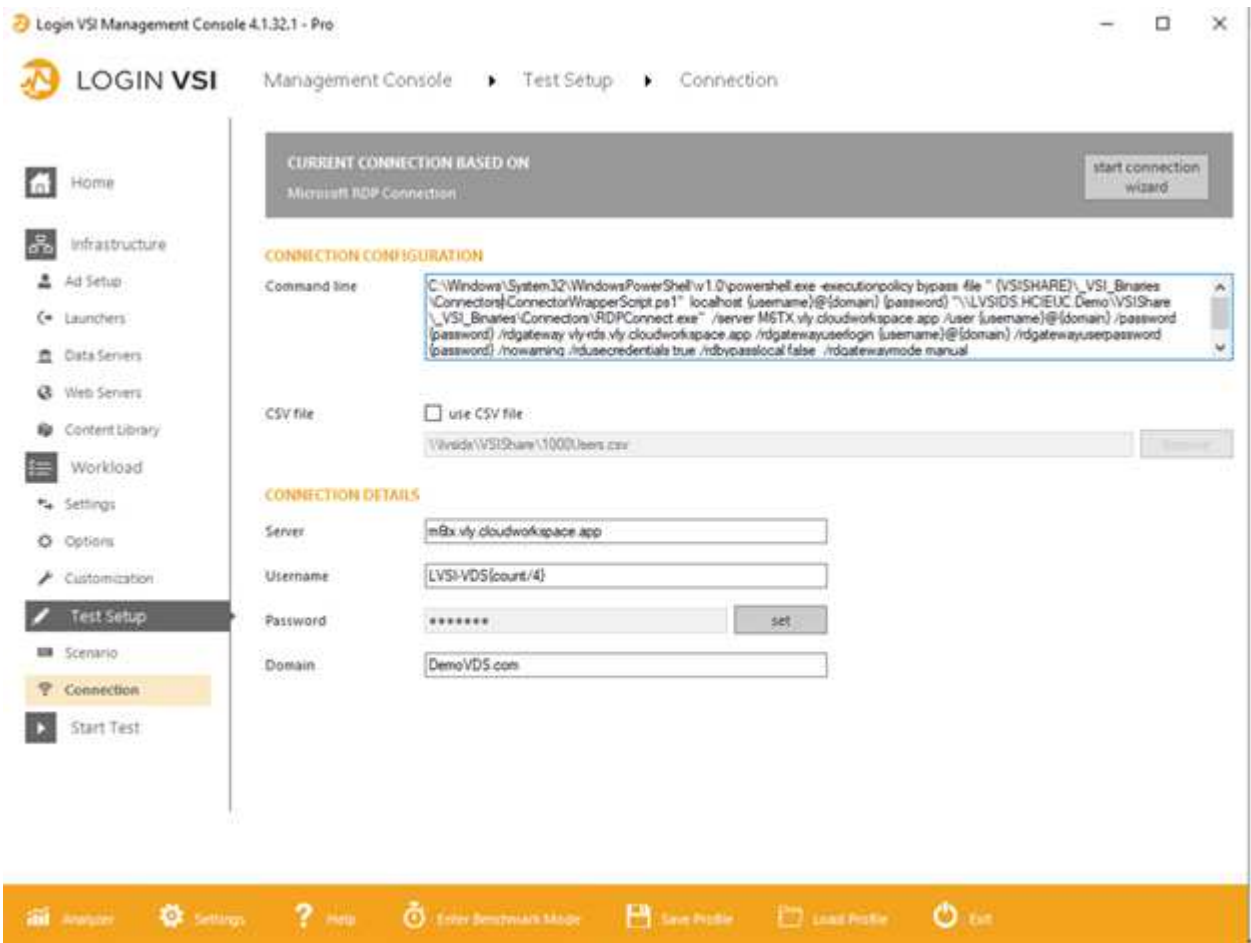 Login VSI Management Console 4.1.32.1 - Pro
LOGIN VSI
Management Console
Test Setup
Connection
Home
Infrastructure
Ad Setup
Launchers
Data Servers
Web Servers
Content Library
Workload
Settings
Options
Customization
Test Setup
Scenario
Connection
Start Test
CURRENT CONNECTION BASED ON
Microsoft RDP Connection
start connection
wizard
CONNECTION CONFIGURATION
Command line
C:\Windows\System32\WindowsPowerShell\v1.0\powershell.exe -executionpolicy bypass -file " {VSISHARE}\_VSI_Binaries
\Connectors\ConnectorWrapperScript.ps1" localhost {username}@{domain} {password} "\\LVSIDS.HCIEUC.Demo\VSIShare
\_VSI_Binaries\Connectors\RDPConnect.exe" /server M6TX.vly.cloudworkspace.app /user {username}@{domain} /password
{password} /rdgateway vly-rds.vly.cloudworkspace.app /rdgatewayuserlogin {username}@{domain} /rdgatewayuserpassword
{password} /nowarning /rdusecredentials true /rdbypasslocal false /rdgatewaymode manual
CSV file
use CSV file
\VSIShare\1000Users.csv
CONNECTION DETAILS
Server
.vly.cloudworkspace.app
Username
LVSI-VDS{count/4}
Password
*******
set
Domain
DemoVDS.com
Analyzer
Settings
Help
Enter Benchmark Mode
Save Profile
Load Profile
Exit